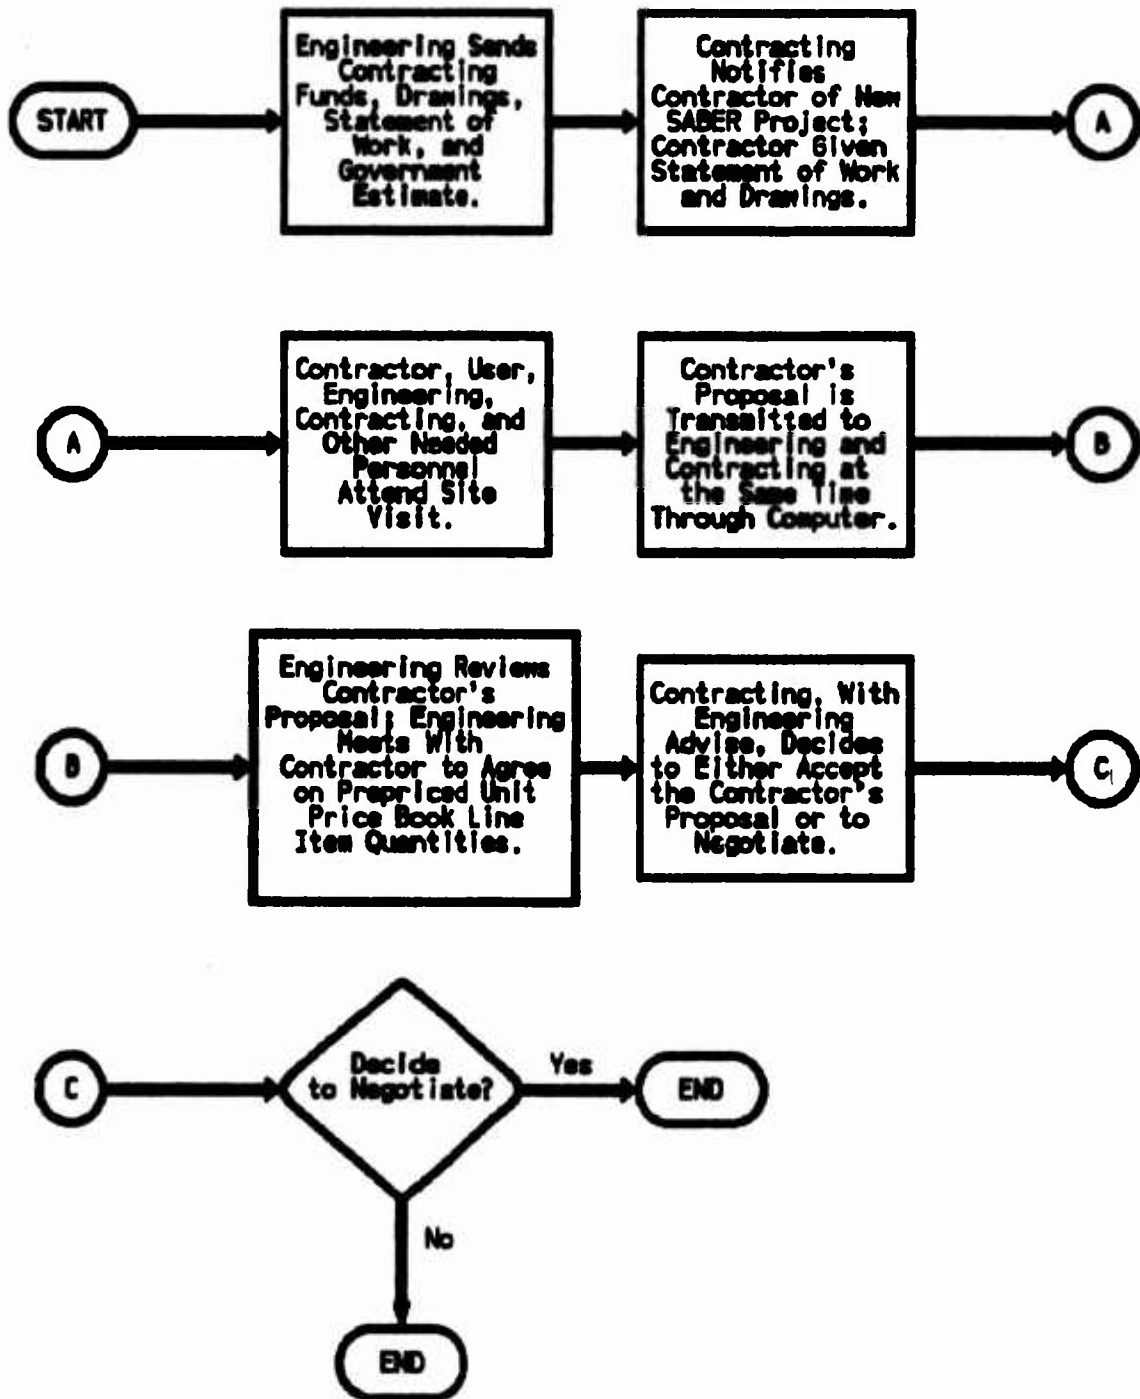 START
Engineering Sends
Contracting
Funds, Drawings,
Statement of
Work, and
Government
Estimate.
Contracting
Notifies
Contractor of New
SABER Project;
Contractor Given
Statement of Work
and Drawings.
A
A
Contractor, User,
Engineering,
Contracting, and
Other Needed
Personnel
Attend Site
Visit.
Contractor's
Proposal is
Transmitted to
Engineering and
Contracting at
the Same Time
Through Computer.
B
B
Engineering Reviews
Contractor's
Proposal; Engineering
Meets With
Contractor to Agree
on Prepriced Unit
Price Book Line
Item Quantities.
Contracting, With
Engineering
Advise, Decides
to Either Accept
the Contractor's
Proposal or to
Negotiate.
C
C
Decide
to Negotiate?
Yes
END
No
END